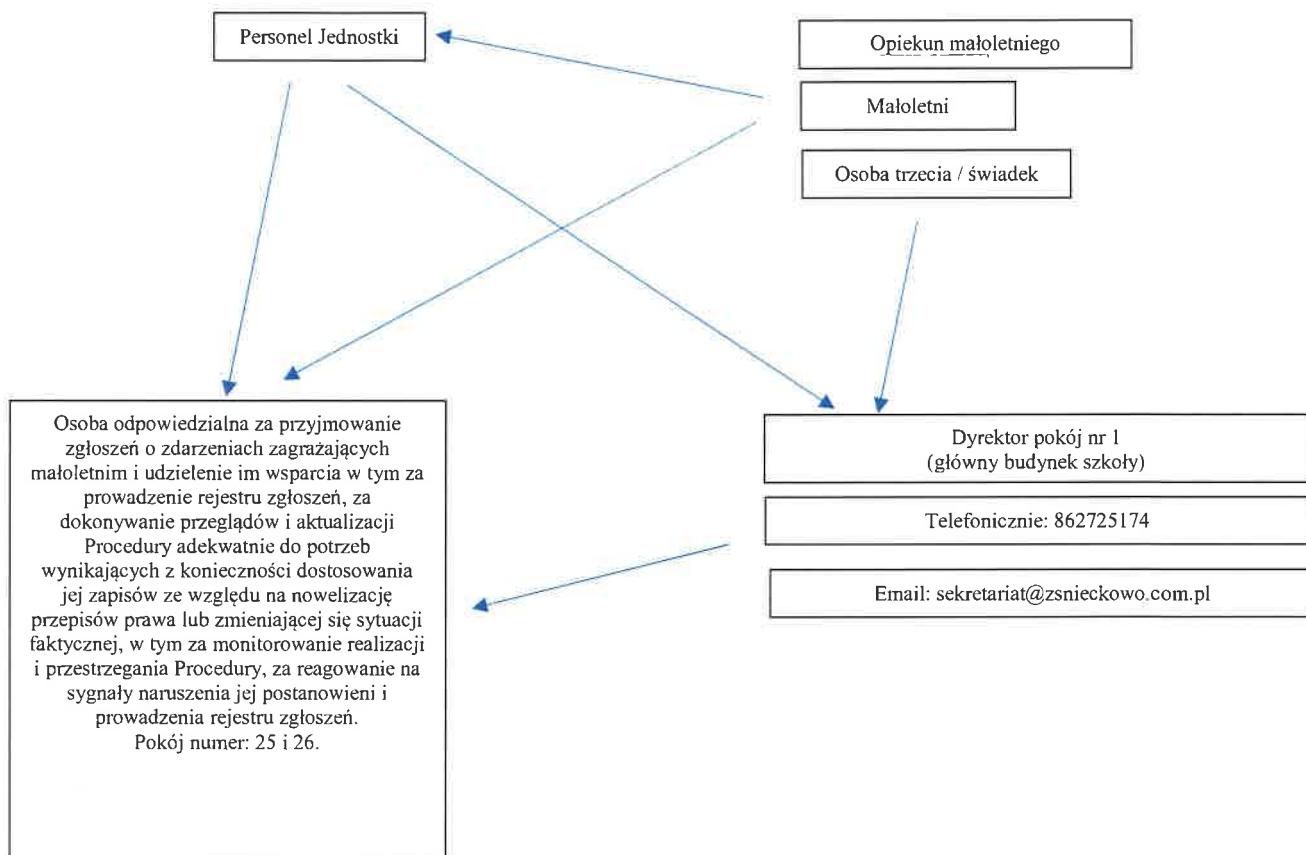 Personel Jednostki
Opiekun małoletniego
Małoletni
Osoba trzecia / świadek
Osoba odpowiedzialna za przyjmowanie
zgłoszeń o zdarzeniach zagrażających
małoletnim i udzielenie im wsparcia w tym za
prowadzenie rejestru zgłoszeń, za
dokonywanie przeglądów i aktualizacji
Procedury adekwatnie do potrzeb
wynikających z konieczności dostosowania
jej zapisów ze względu na nowelizację
przepisów prawa lub zmieniającej się sytuacji
faktycznej, w tym za monitorowanie realizacji
i przestrzegania Procedury, za reagowanie na
sygnały naruszenia jej postanowieni i
prowadzenia rejestru zgłoszeń.
Pokój numer: 25 i 26.
Dyrektor pokój nr 1
(główny budynek szkoły)
Telefonicznie: 862725174
Email: sekretariat@zsnieckowo.com.pl